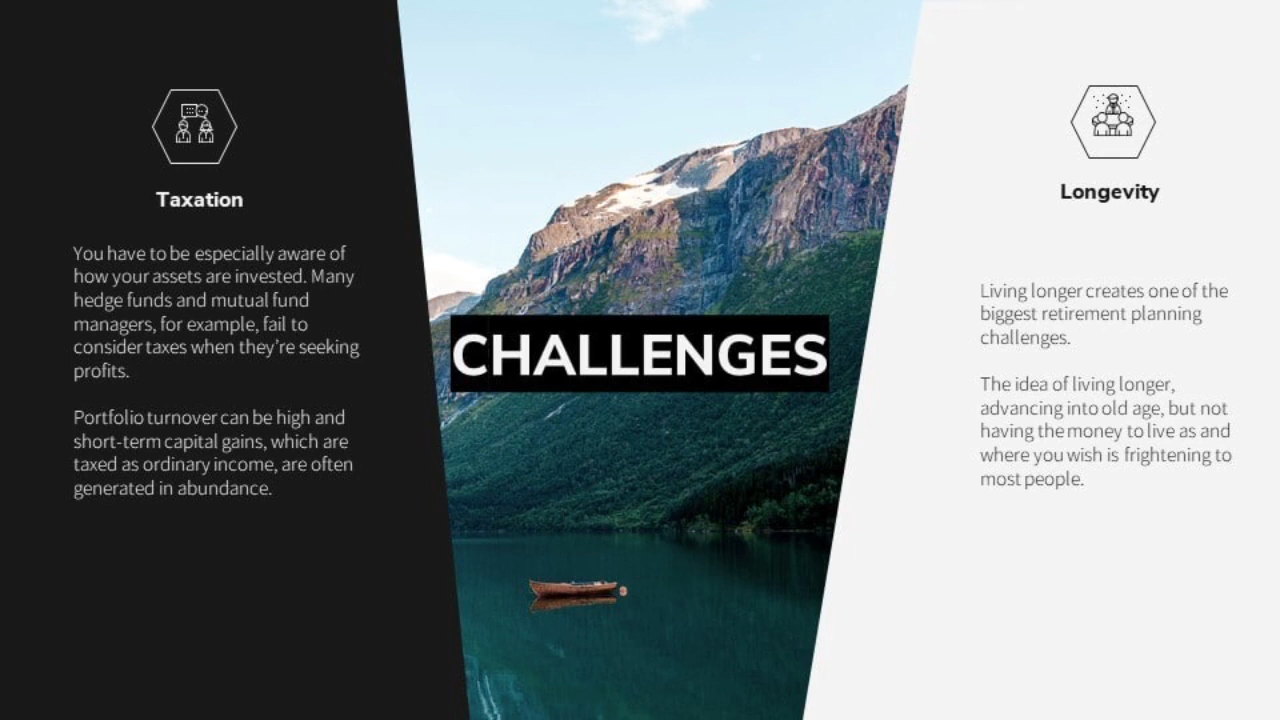 Taxation
You have to be especially aware of
how your assets are invested. Many
hedge funds and mutual fund
managers, for example, fail to
consider taxes when they're seeking
profits.
Portfolio turnover can be high and
short-term capital gains, which are
taxed as ordinary income, are often
generated in abundance.
CHALLENGES
Longevity
Living longer creates one of the
biggest retirement planning
challenges.
The idea of living longer,
advancing into old age, but not
having the money to live as and
where you wish is frightening to
most people.